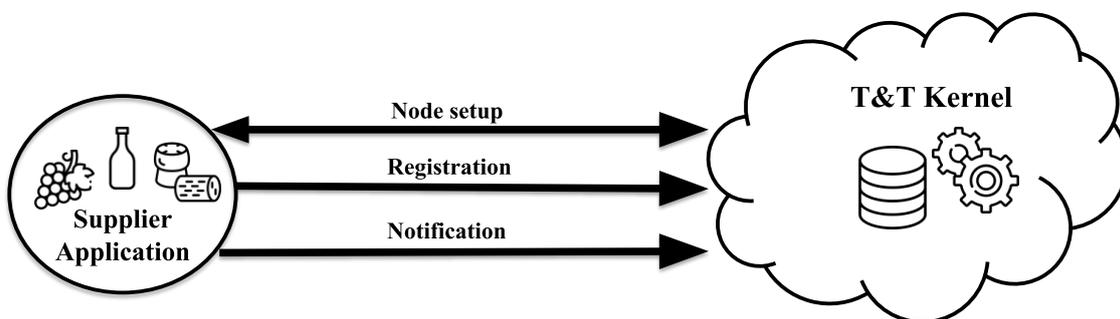 T&T Kernel
Node setup
Registration
Supplier
Application
Notification